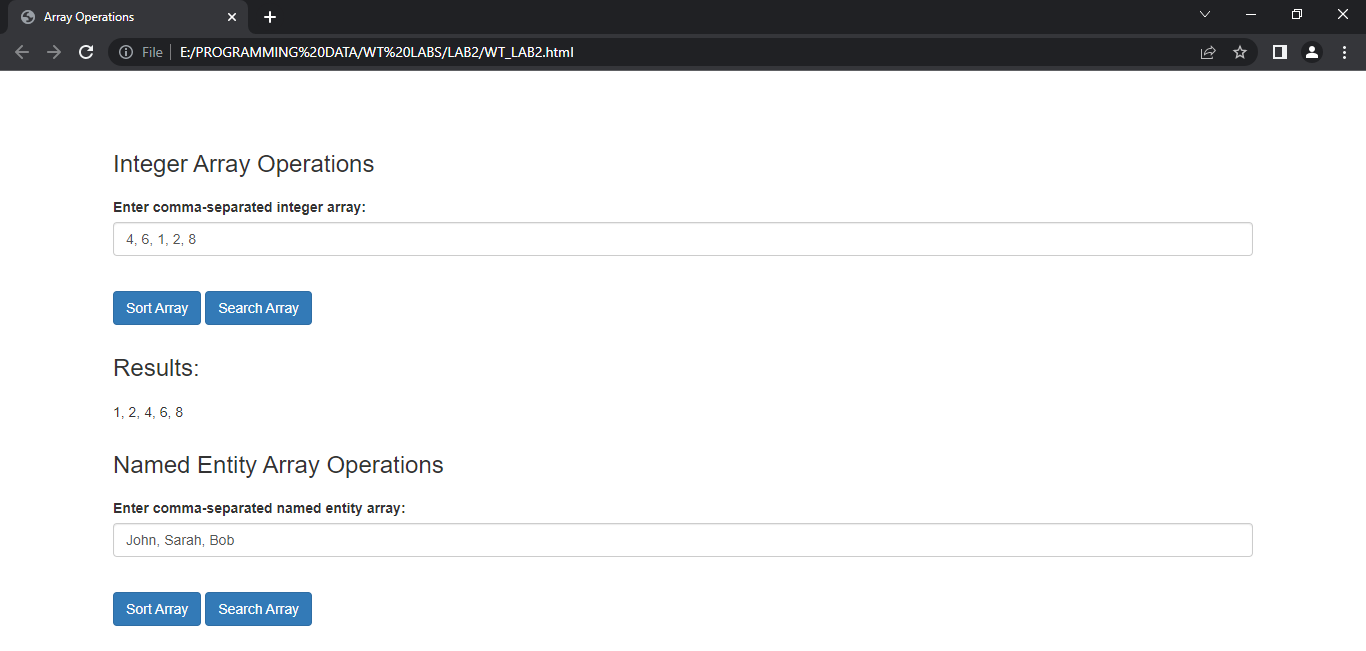 Array Operations
File E:/PROGRAMMING%20DATA/WT%20LABS/LAB2/WT_LAB2.html
Integer Array Operations
Enter comma-separated integer array:
4, 6, 1, 2, 8
Sort Array Search Array
Results:
1, 2, 4, 6, 8
Named Entity Array Operations
Enter comma-separated named entity array:
John, Sarah, Bob
Sort Array Search Array